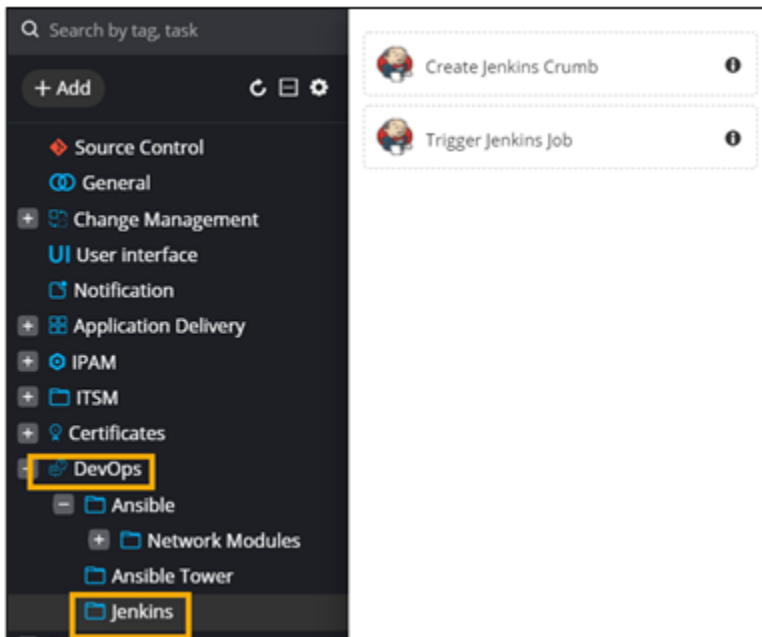 Search by tag, task
+ Add
Source Control
General
Change Management
UI User interface
Notification
Application Delivery
IPAM
ITSM
Certificates
DevOps
Ansible
Network Modules
Ansible Tower
Jenkins
Create Jenkins Crumb
Trigger Jenkins Job